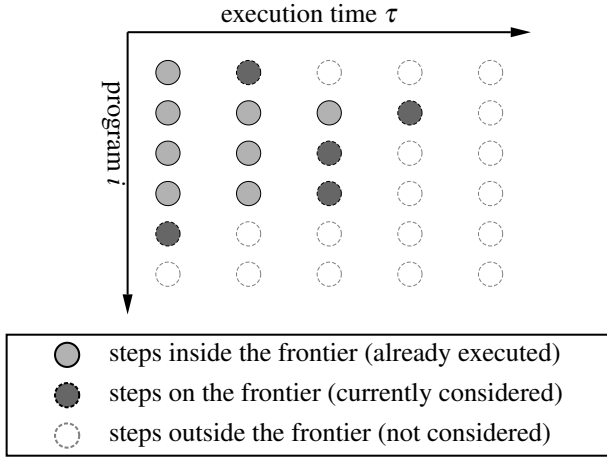 execution time τ
program i
steps inside the frontier (already executed)
steps on the frontier (currently considered)
steps outside the frontier (not considered)